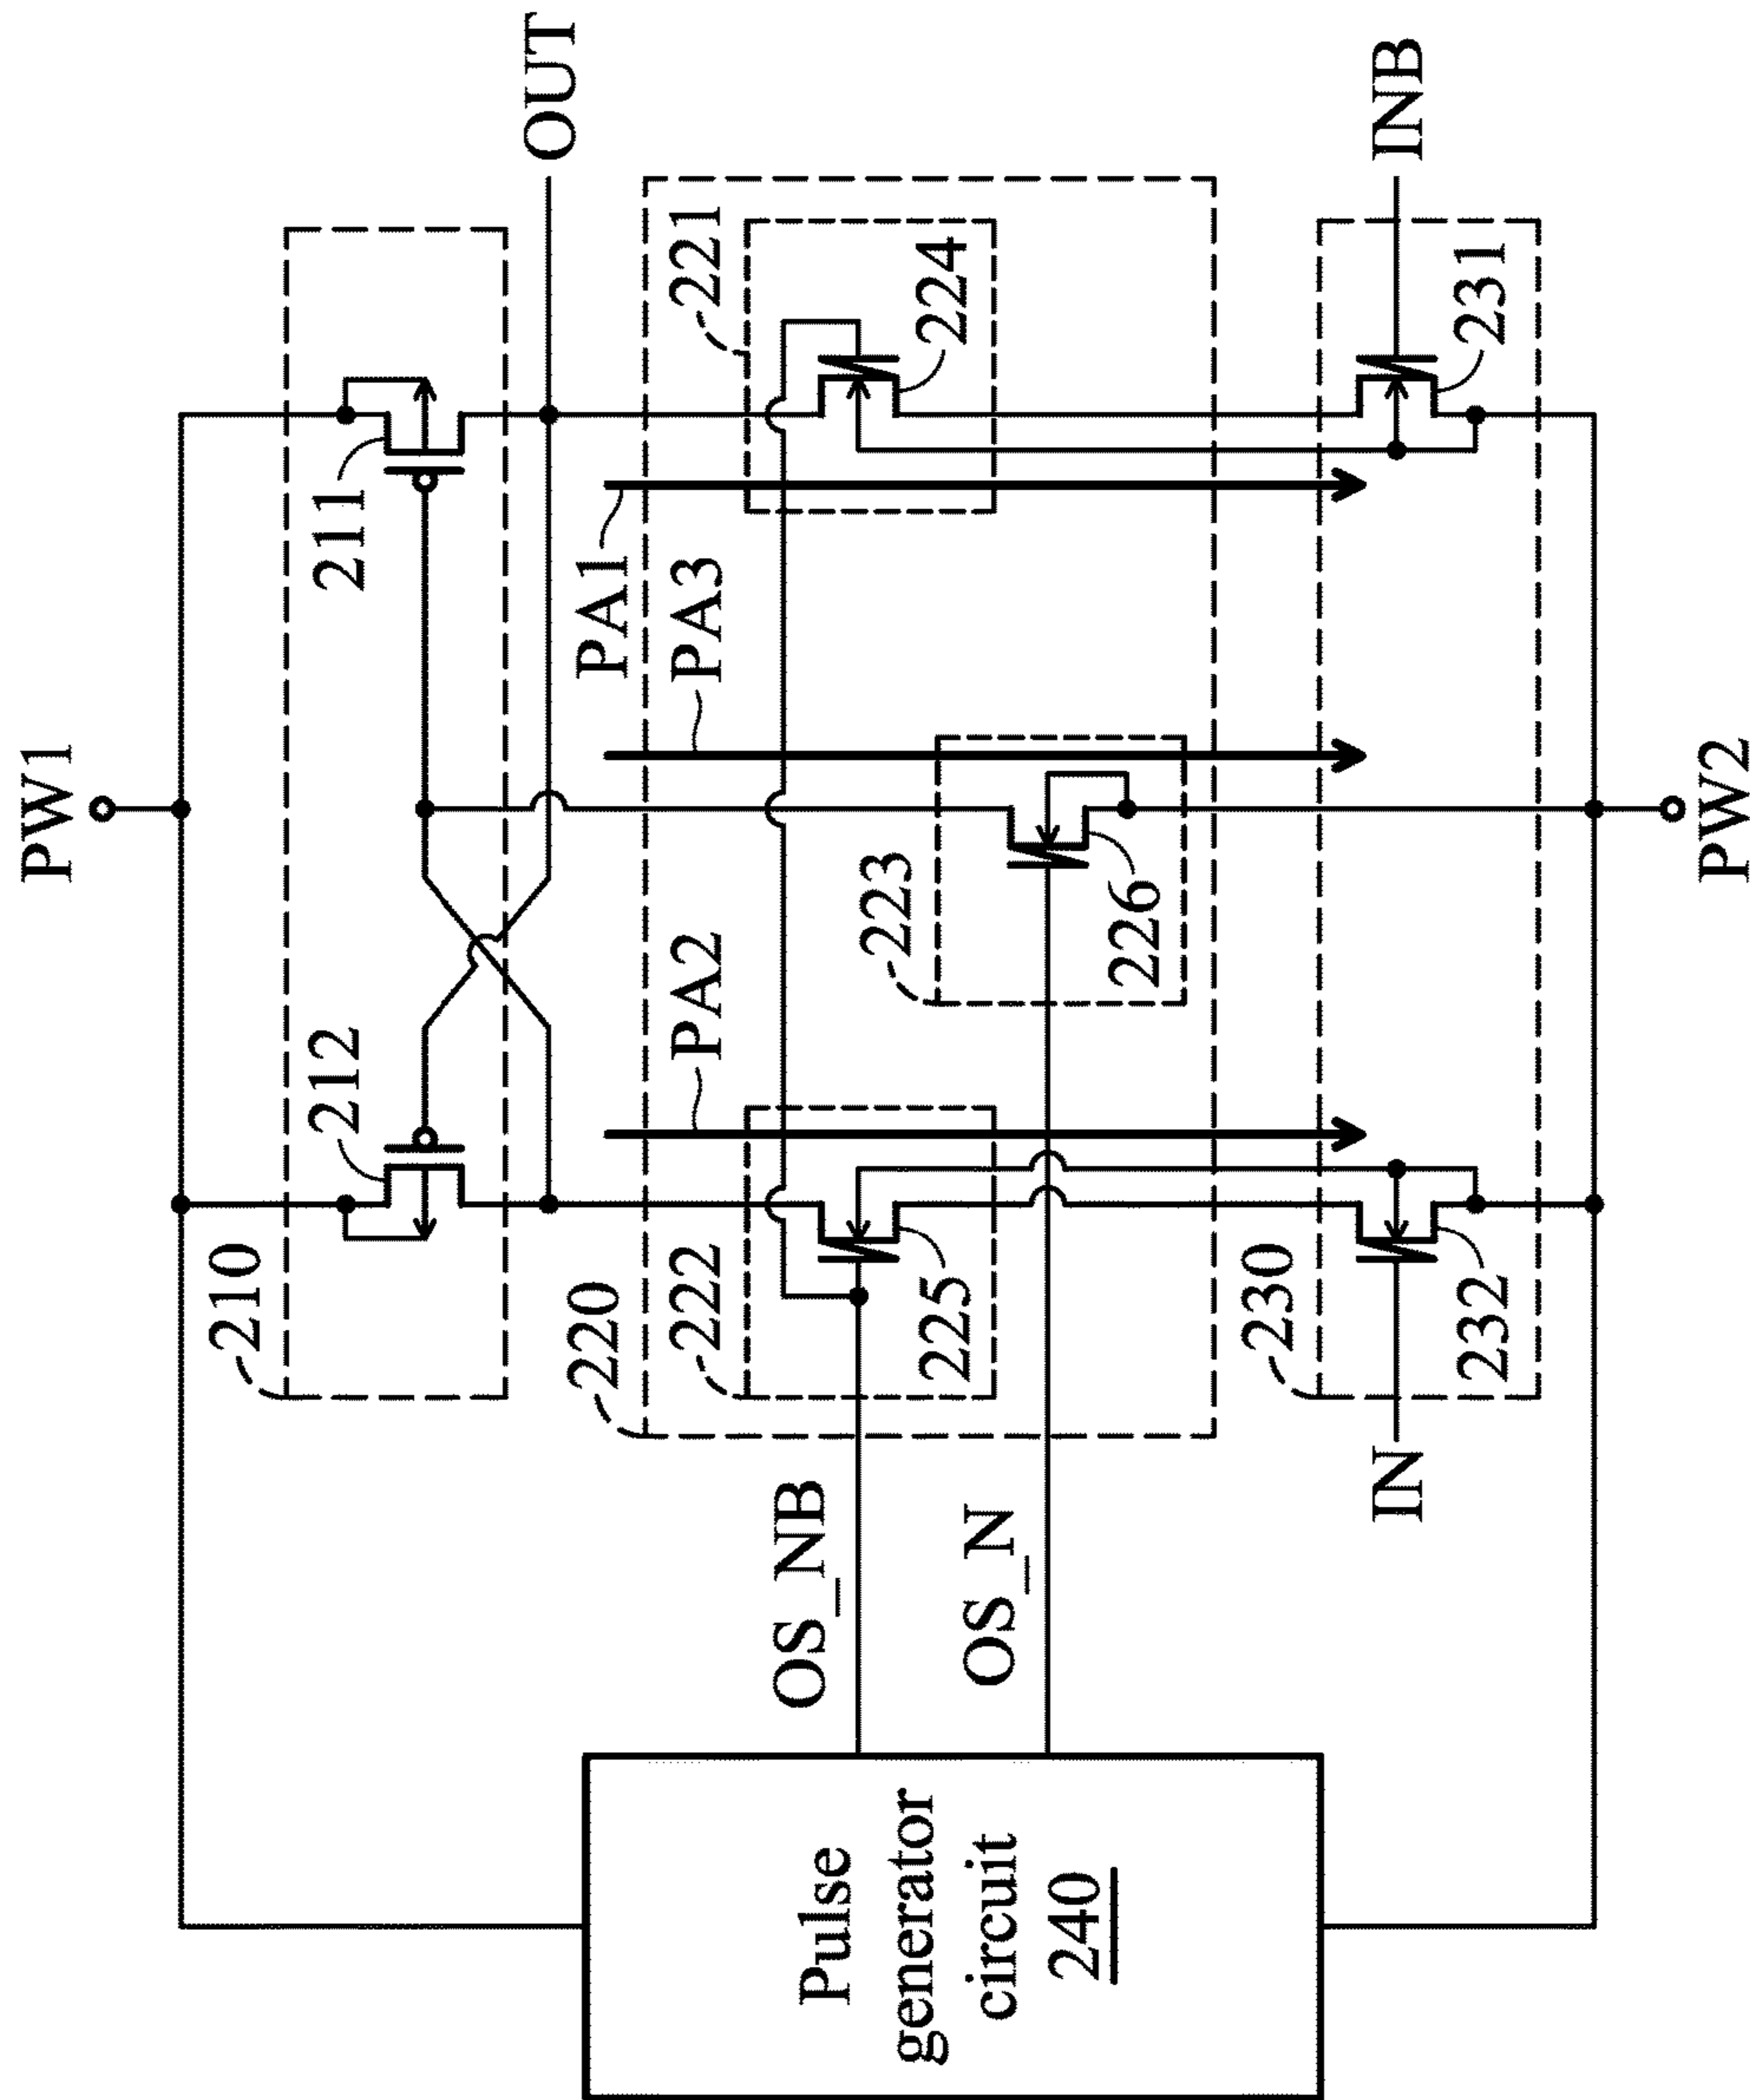 PW1
OUT
210
212
211
PA1
PA2
PA3
220
222
221
225
224
223
226
OS_NB
OS_N
Pulse
generator
circuit
240
230
232
231
IN
INB
PW2